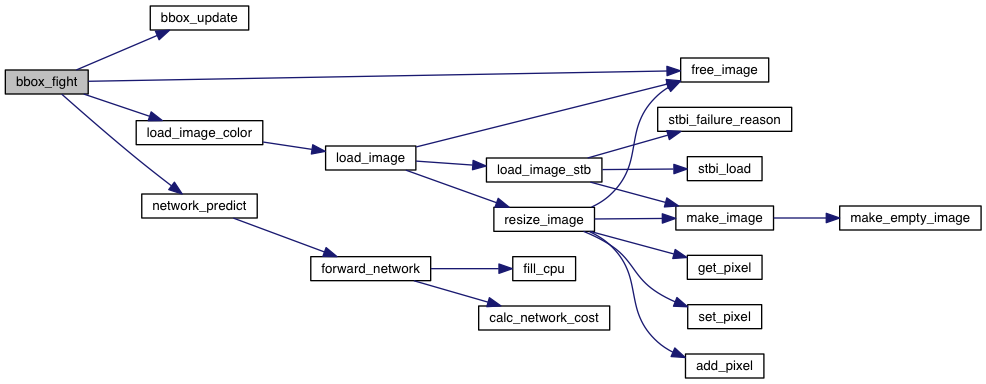 bbox_update
free_image
bbox_fight
stbi_failure_reason
load_image_color
load_image
load_image_stb
stbi_load
network_predict
resize_image
make_image
make_empty_image
forward_network
fill_cpu
get_pixel
calc_network_cost
set_pixel
add_pixel